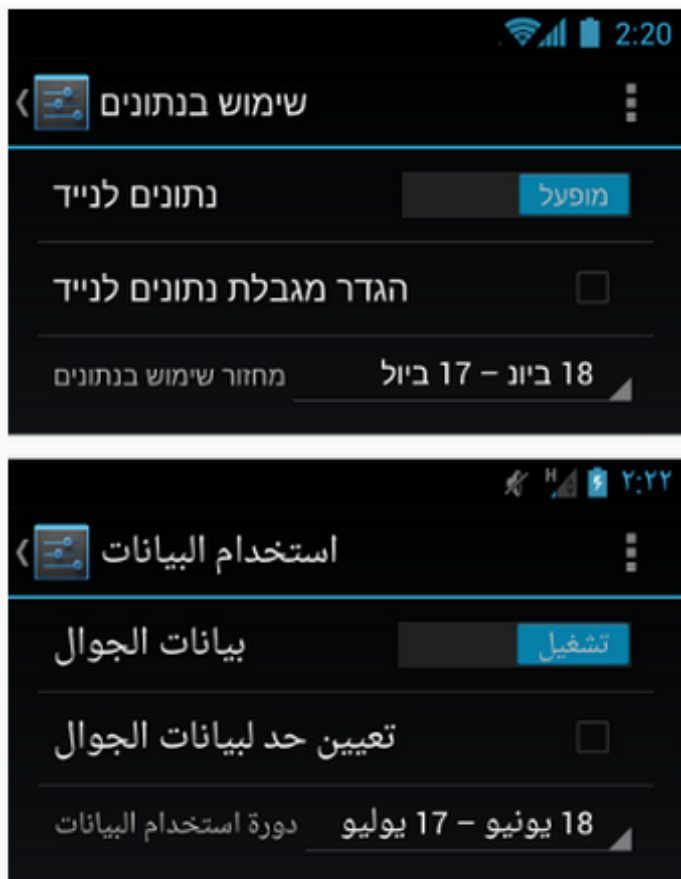 2:20
שימוש בנתונים
נתונים לנייד מופעל
הגדר מגבלת נתונים לנייד
מחזור שימוש בנתונים 18 ביונ – 17 ביול
H ٢:٢٢
استخدام البيانات
بيانات الجوال تشغيل
تعيين حد لبيانات الجوال
دورة استخدام البيانات 18 يونيو – 17 يوليو